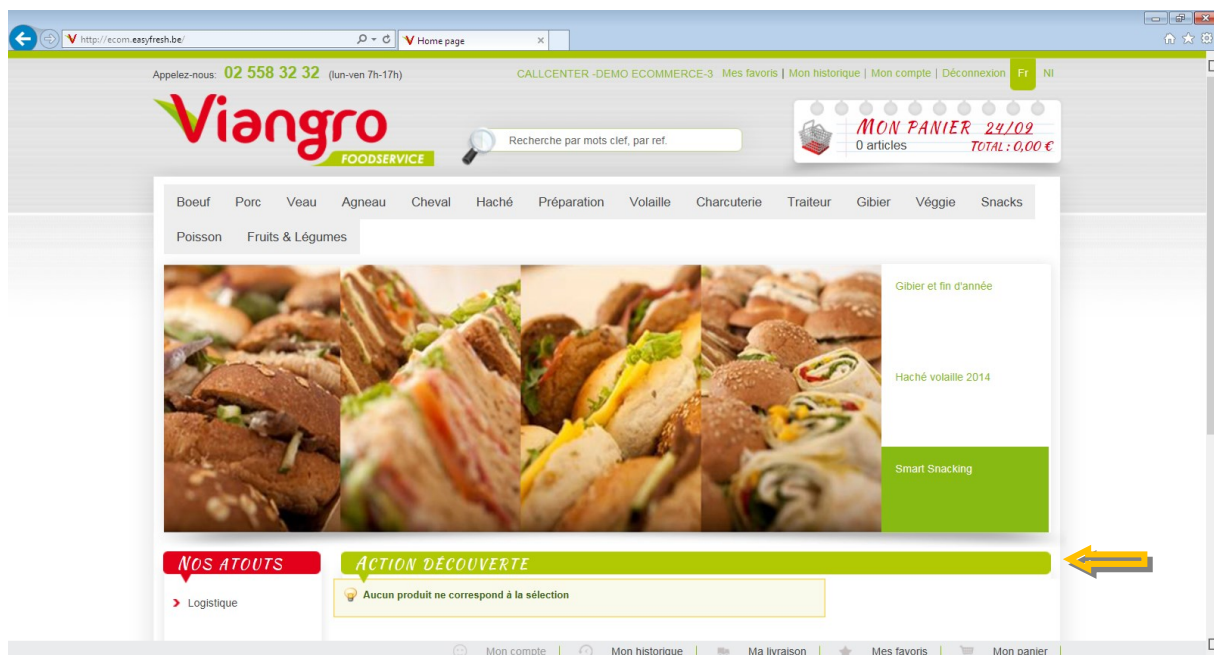 http://ecom.easyfresh.be/
Home page
Appelez-nous: 02 558 32 32 (lun-ven 7h-17h)
CALLCENTER -DEMO ECOMMERCE-3 Mes favoris | Mon historique | Mon compte | Déconnexion Fr Nl
Viangro
FOODSERVICE
Recherche par mots clef, par ref.
MON PANIER 24/09
0 articles TOTAL : 0,00 €
Boeuf Porc Veau Agneau Cheval Haché Préparation Volaille Charcuterie Traiteur Gibier Véggie Snacks
Poisson Fruits & Légumes
Gibier et fin d'année
Haché volaille 2014
Smart Snacking
NOS ATOUTS
ACTION DÉCOUVERTE
Aucun produit ne correspond à la sélection
Logistique
Mon compte | Mon historique | Ma livraison | Mes favoris | Mon panier |